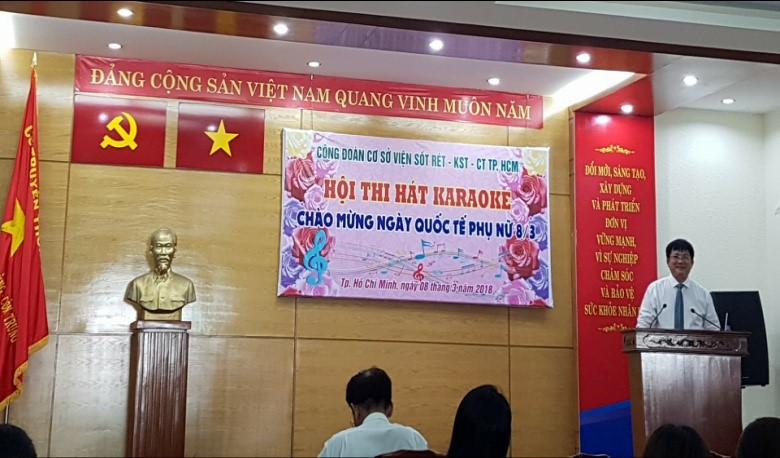 ĐẢNG CỘNG SẢN VIỆT NAM QUANG VINH MUÔN NĂM
CÔNG ĐOÀN CƠ SỞ VIỆN SỐT RÉT - KST - CT TP. HCM
HỘI THI HÁT KARAOKE
CHÀO MỪNG NGÀY QUỐC TẾ PHỤ NỮ 8/3
Tp. Hồ Chí Minh, ngày 08 tháng 3 năm 2018
ĐỔI MỚI, SÁNG TẠO,
XÂY DỰNG
VÀ PHÁT TRIỂN
ĐƠN VỊ
VỮNG MẠNH,
VÌ SỰ NGHIỆP
CHĂM SÓC
VÀ BẢO VỆ
SỨC KHỎE NHÂN